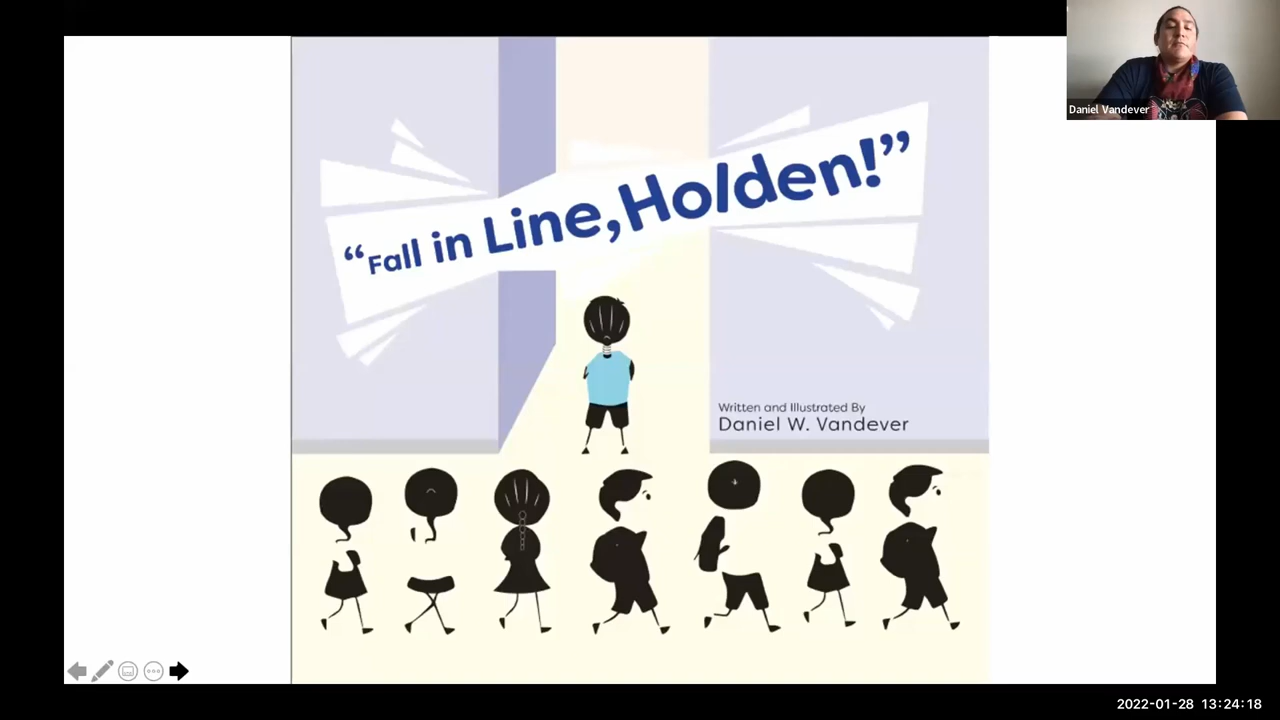 Daniel Vandever
“Fall in Line, Holden!”
Written and Illustrated By
Daniel W. Vandever
2022-01-28 13:24:18